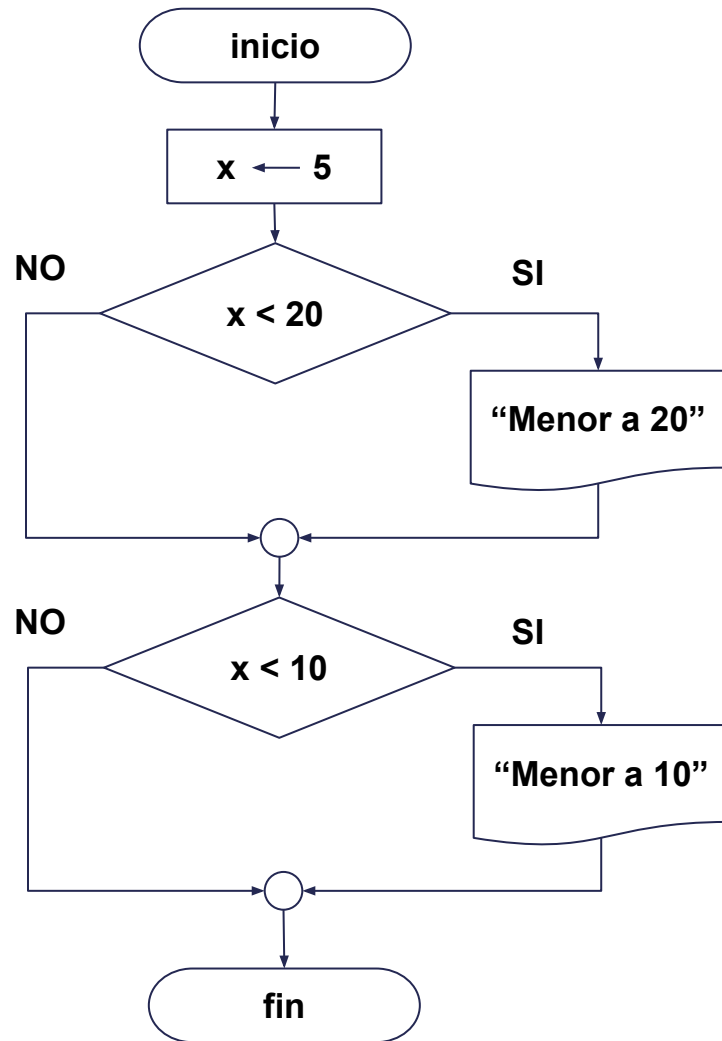 inicio
x ← 5
NO
SI
x < 20
“Menor a 20”
NO
SI
x < 10
“Menor a 10”
fin